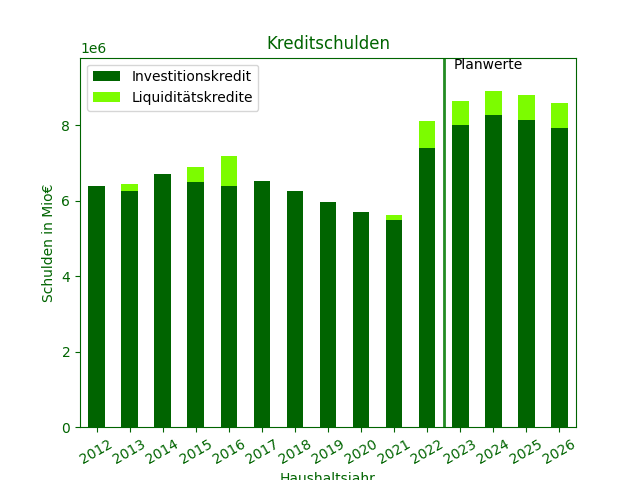 Kreditschulden
1e6
Planwerte
Investitionskredit
Liquiditätskredite
Schulden in Mio€
8
6
4
2
0
2012 2013 2014 2015 2016 2017 2018 2019 2020 2021 2022 2023 2024 2025 2026
Haushaltsjahr